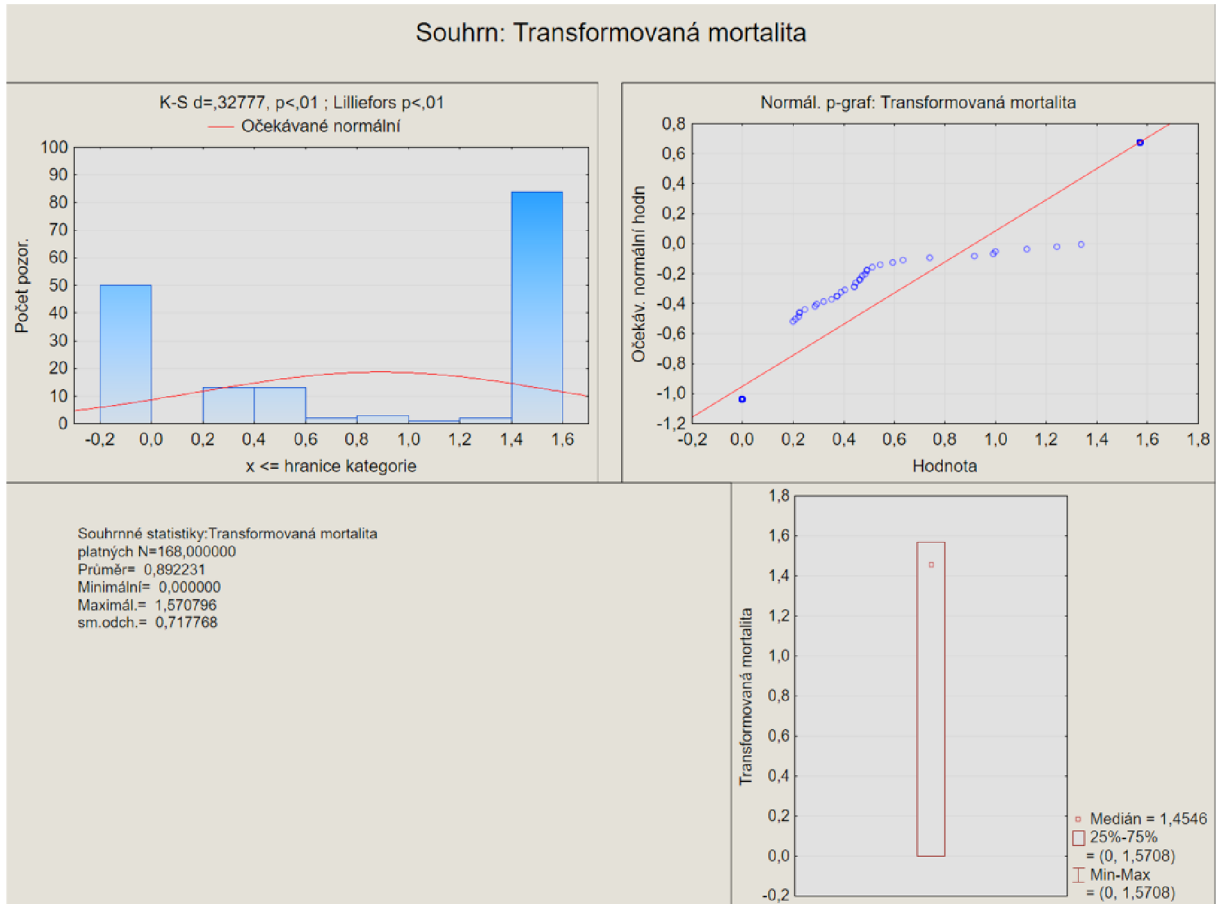 Souhrn: Transformovaná mortalita
K-S d=,32777, p<,01 ; Lilliefors p<,01
Očekávané normální
Počet pozor.
100
90
80
70
60
50
40
30
20
10
0
-0,2 0,0 0,2 0,4 0,6 0,8 1,0 1,2 1,4 1,6
x <= hranice kategorie
Normál. p-graf: Transformovaná mortalita
Očekáv. normální hodn
0,8
0,6
0,4
0,2
0,0
-0,2
-0,4
-0,6
-0,8
-1,0
-1,2
-0,2 0,0 0,2 0,4 0,6 0,8 1,0 1,2 1,4 1,6 1,8
Hodnota
Souhrnné statistiky:Transformovaná mortalita
platných N=168,000000
Průměr= 0,892231
Minimální= 0,000000
Maximál.= 1,570796
sm.odch.= 0,717768
Transformovaná mortalita
1,8
1,6
1,4
1,2
1,0
0,8
0,6
0,4
0,2
0,0
-0,2
Medián = 1,4546
25%-75%
= (0, 1,5708)
Min-Max
= (0, 1,5708)